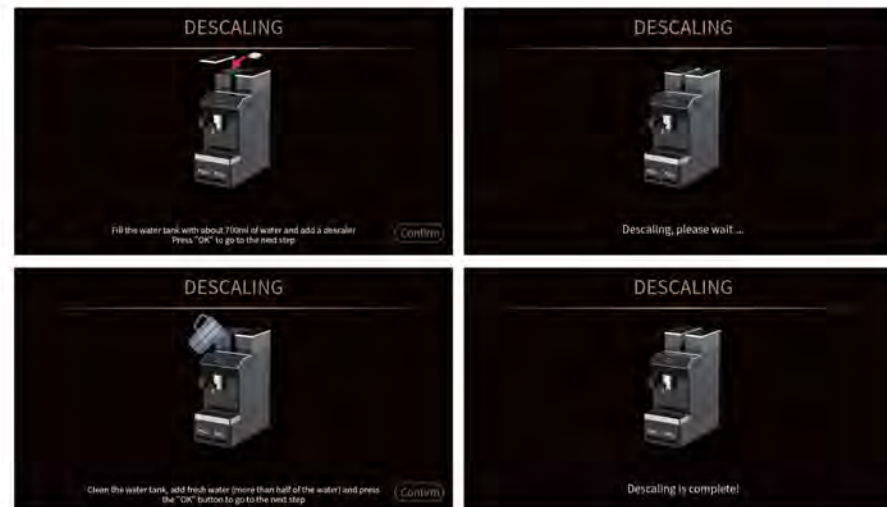 DESCALING
Fill the water tank with about 700ml of water and add a descaler
Press "OK" to go to the next step
Confirm
DESCALING
Descaling, please wait ...
DESCALING
Clean the water tank, add fresh water (more than half of the water) and press
the "OK" button to go to the next step
Confirm
DESCALING
Descaling is complete!